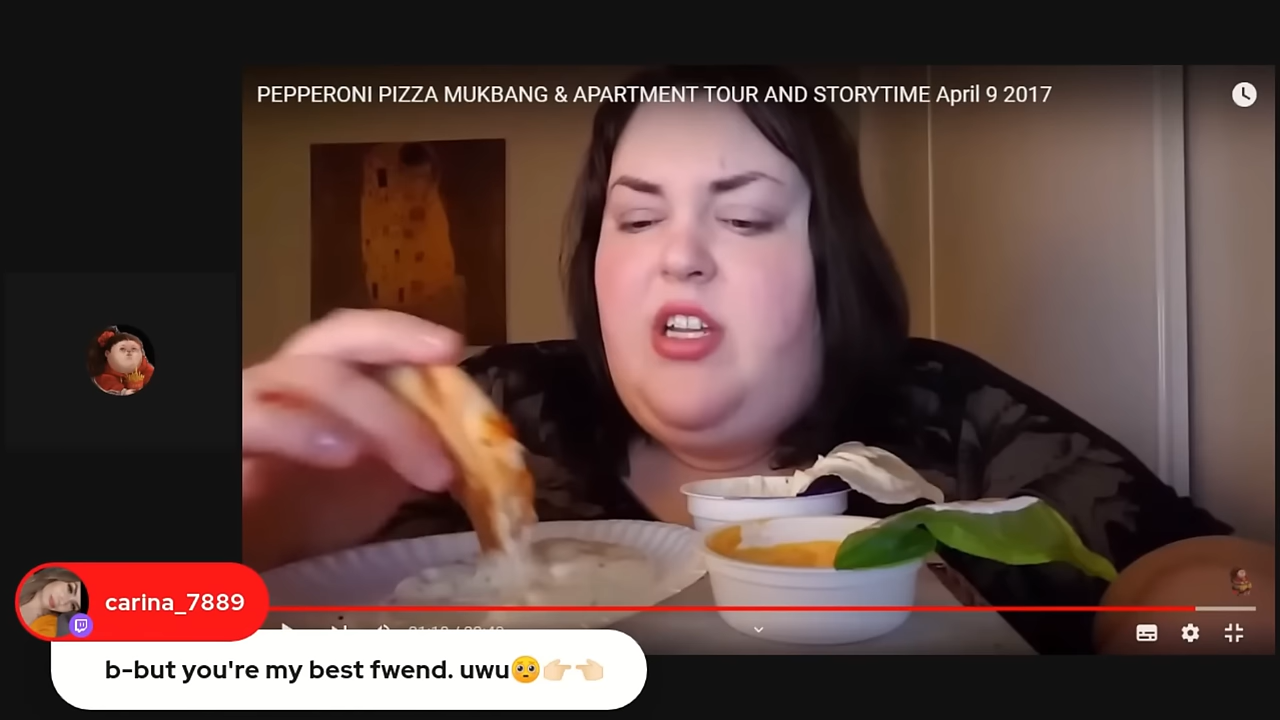 PEPPERONI PIZZA MUKBANG & APARTMENT TOUR AND STORYTIME April 9 2017
carina_7889
b-but you're my best fwend. uwu🥺👉🏻👈🏻